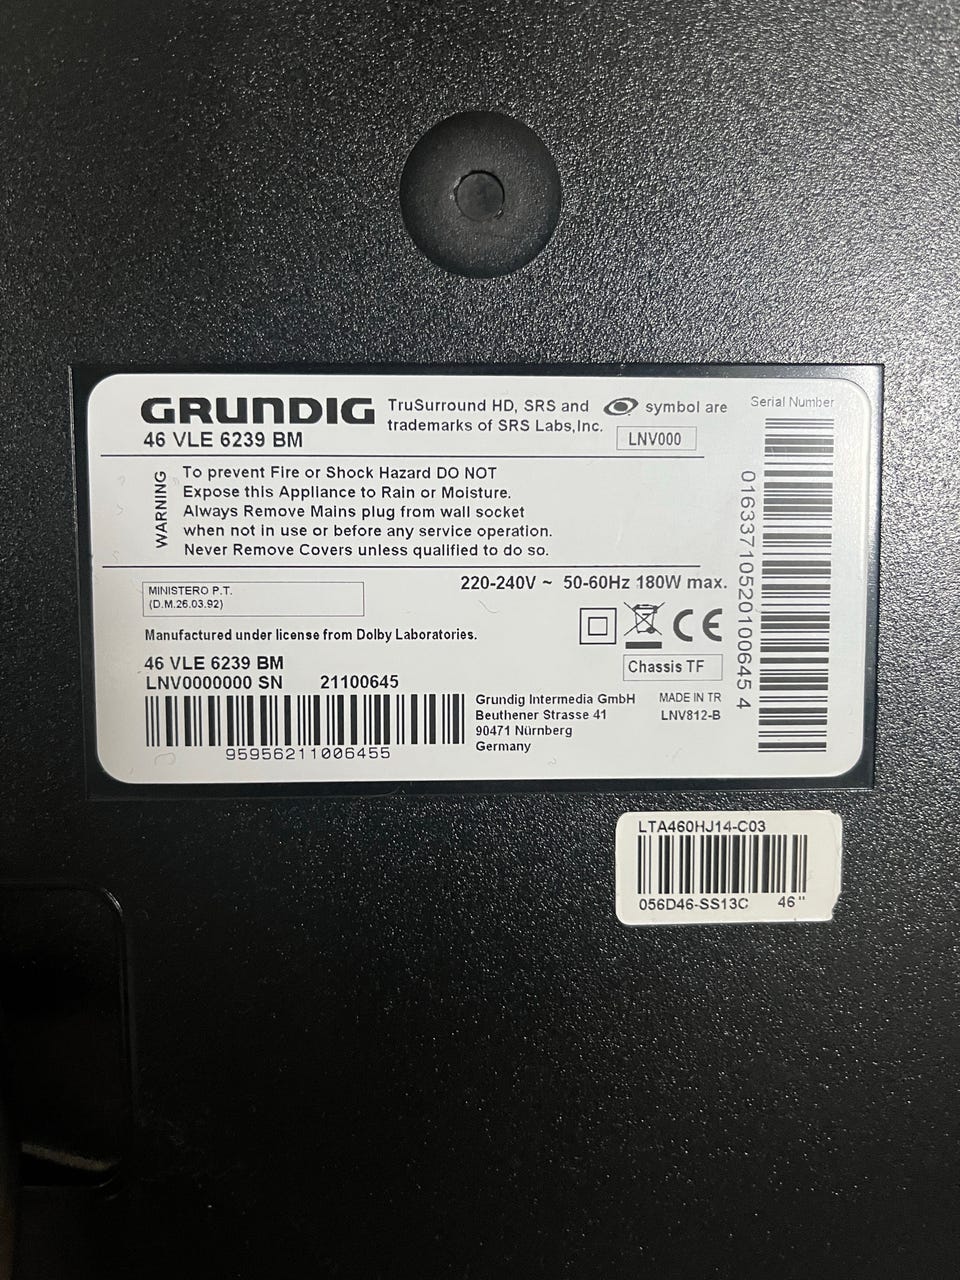 GRUNDIG
46 VLE 6239 BM
TruSurround HD, SRS and symbol are
trademarks of SRS Labs,Inc.
LNV000
Serial Number
WARNING
To prevent Fire or Shock Hazard DO NOT
Expose this Appliance to Rain or Moisture.
Always Remove Mains plug from wall socket
when not in use or before any service operation.
Never Remove Covers unless qualified to do so.
0163371052010064​5 4
MINISTERO P.T.
(D.M.26.03.92)
220-240V ~ 50-60Hz 180W max.
CE
Manufactured under license from Dolby Laboratories.
Chassis TF
46 VLE 6239 BM
LNV0000000 SN 21100645
95956211006455
Grundig Intermedia GmbH
Beuthener Strasse 41
90471 Nürnberg
Germany
MADE IN TR
LNV812-B
LTA460HJ14-C03
056D46-SS13C 46"